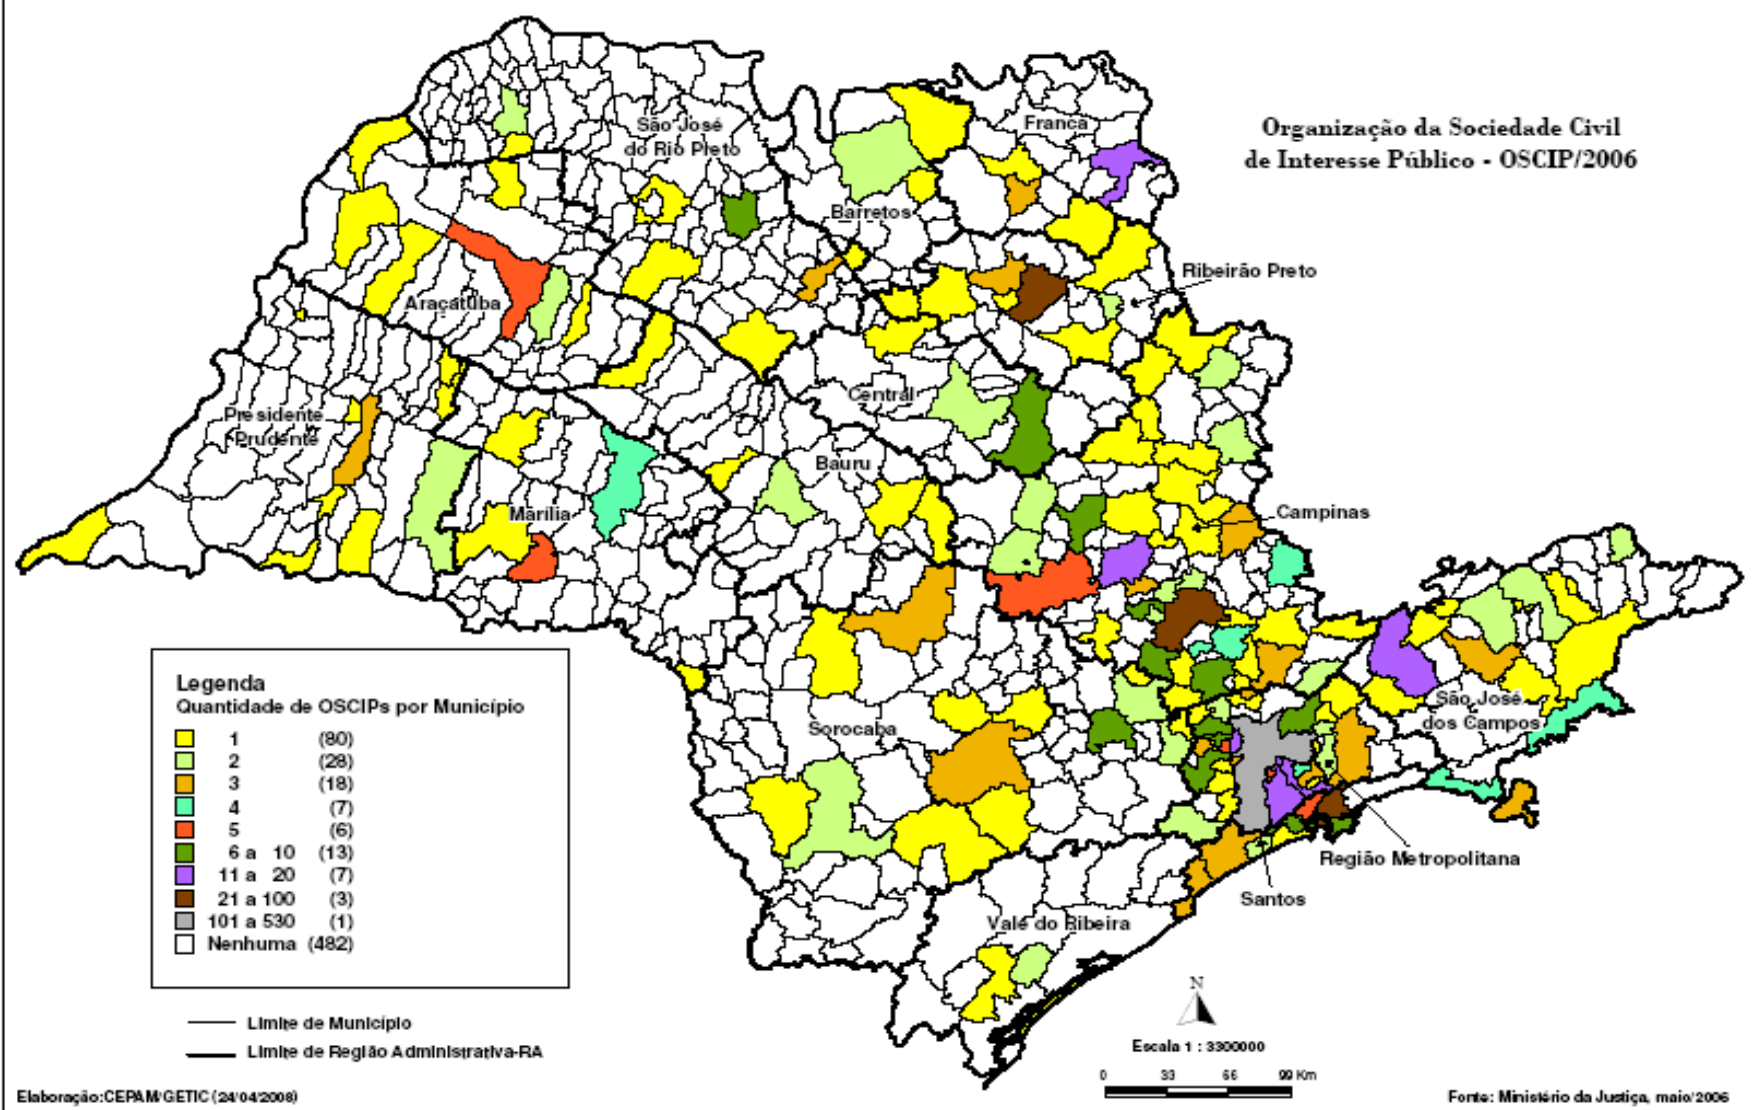 Organização da Sociedade Civil
de Interesse Público - OSCIP/2006
São José
do Rio Preto
Franca
Barretos
Ribeirão Preto
Araçatuba
Central
Presidente
Prudente
Bauru
Marília
Campinas
São José
dos Campos
Sorocaba
Região Metropolitana
Santos
Vale do Ribeira
Legenda
Quantidade de OSCIPs por Município
1 (80)
2 (28)
3 (18)
4 (7)
5 (6)
6 a 10 (13)
11 a 20 (7)
21 a 100 (3)
101 a 530 (1)
Nenhuma (482)
Limite de Município
Limite de Região Administrativa-RA
N
Escala 1 : 3300000
0 33 66 99 Km
Elaboração:CEPAM/GETIC (24/04/2008)
Fonte: Ministério da Justiça, maio/2006